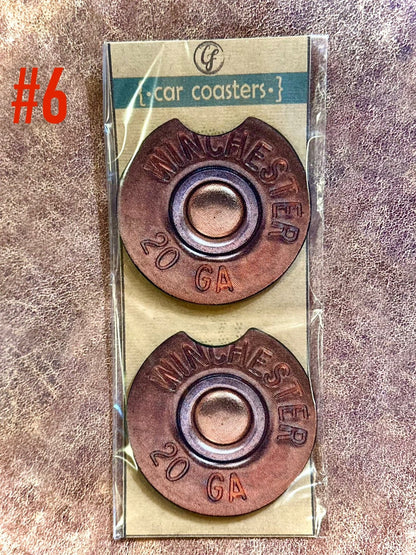 #6
{•car coasters•}
WINCHESTER
20 GA
WINCHESTER
20 GA